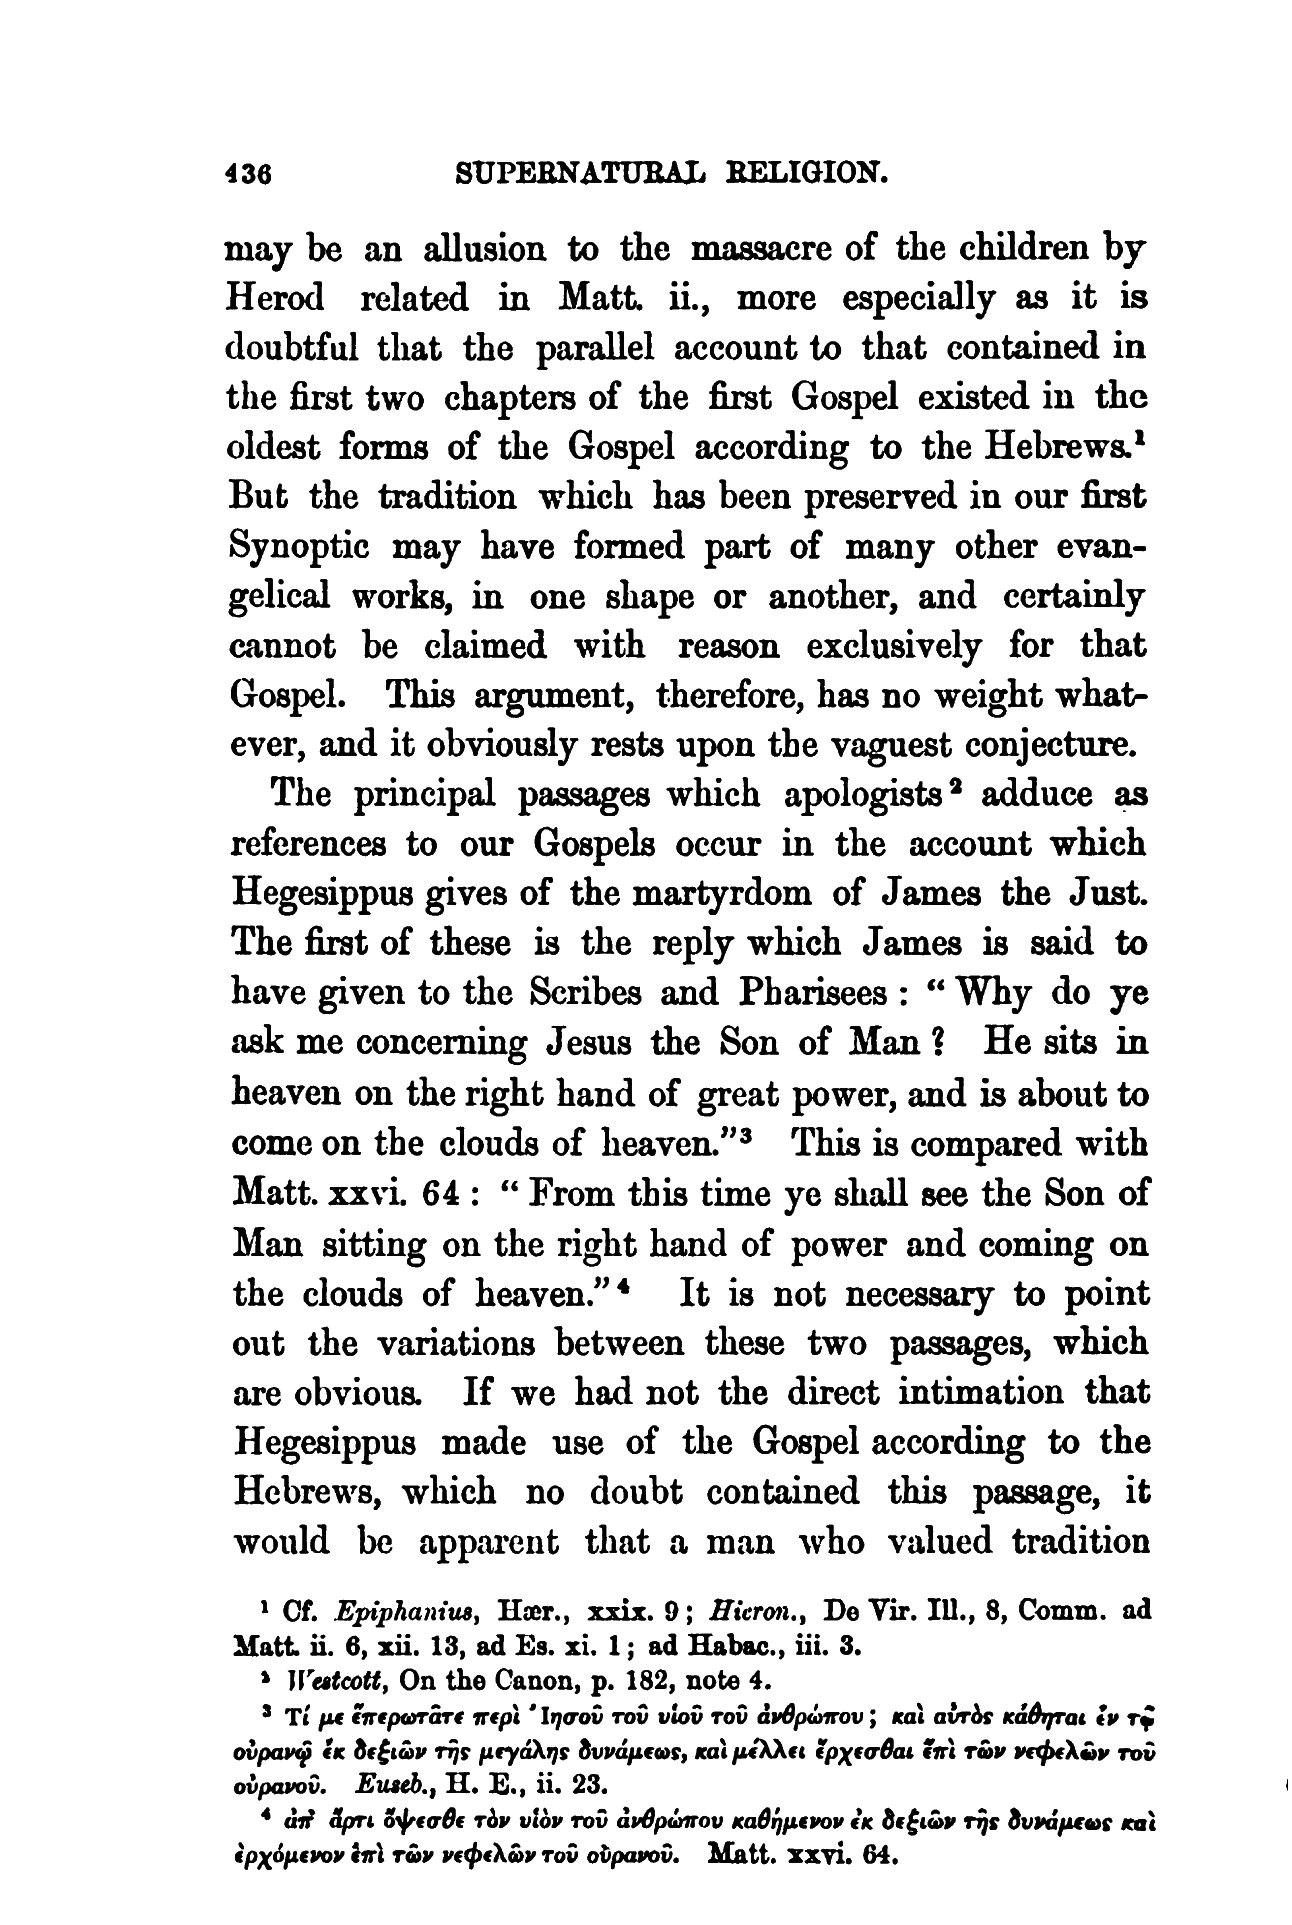 436 SUPERNATURAL RELIGION.
may be an allusion to the massacre of the children by
Herod related in Matt. ii., more especially as it is
doubtful that the parallel account to that contained in
the first two chapters of the first Gospel existed in the
oldest forms of the Gospel according to the Hebrews.¹
But the tradition which has been preserved in our first
Synoptic may have formed part of many other evan-
gelical works, in one shape or another, and certainly
cannot be claimed with reason exclusively for that
Gospel. This argument, therefore, has no weight what-
ever, and it obviously rests upon the vaguest conjecture.
The principal passages which apologists² adduce as
references to our Gospels occur in the account which
Hegesippus gives of the martyrdom of James the Just.
The first of these is the reply which James is said to
have given to the Scribes and Pharisees : “ Why do ye
ask me concerning Jesus the Son of Man ? He sits in
heaven on the right hand of great power, and is about to
come on the clouds of heaven.”³ This is compared with
Matt. xxvi. 64 : “ From this time ye shall see the Son of
Man sitting on the right hand of power and coming on
the clouds of heaven.”⁴ It is not necessary to point
out the variations between these two passages, which
are obvious. If we had not the direct intimation that
Hegesippus made use of the Gospel according to the
Hebrews, which no doubt contained this passage, it
would be apparent that a man who valued tradition
¹ Cf. Epiphanius, Hær., xxix. 9 ; Hieron., De Vir. Ill., 8, Comm. ad
Matt. ii. 6, xii. 13, ad Es. xi. 1 ; ad Habac., iii. 3.
² Westcott, On the Canon, p. 182, note 4.
³ Τί με ἐπερωτᾶτε περὶ Ἰησοῦ τοῦ υἱοῦ τοῦ ἀνθρώπου ; καὶ αὐτὸς κάθηται ἐν τῷ
οὐρανῷ ἐκ δεξιῶν τῆς μεγάλης δυνάμεως, καὶ μέλλει ἔρχεσθαι ἐπὶ τῶν νεφελῶν τοῦ
οὐρανοῦ. Euseb., H. E., ii. 23.
⁴ ἀπ’ ἄρτι ὄψεσθε τὸν υἱὸν τοῦ ἀνθρώπου καθήμενον ἐκ δεξιῶν τῆς δυνάμεως καὶ
ἐρχόμενον ἐπὶ τῶν νεφελῶν τοῦ οὐρανοῦ. Matt. xxvi. 64.